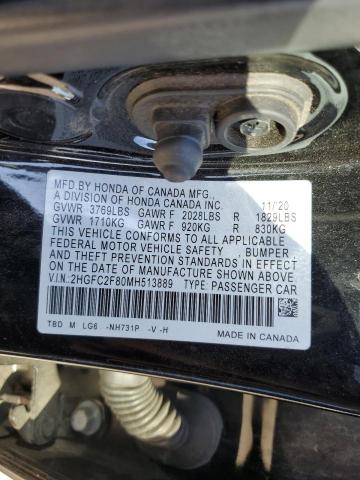 MFD.BY HONDA OF CANADA MFG.,
A DIVISION OF HONDA CANADA INC. 11/'20
GVWR 3769LBS GAWR F 2028LBS R 1829LBS
GVWR 1710KG GAWR F 920KG R 830KG
THIS VEHICLE CONFORMS TO ALL APPLICABLE
FEDERAL MOTOR VEHICLE SAFETY , BUMPER ,
AND THEFT PREVENTION STANDARDS IN EFFECT
ON THE DATE OF MANUFACTURE SHOWN ABOVE.
V.I.N.:2HGFC2F80MH513889 TYPE: PASSENGER CAR
TBD M LG6 -NH731P -V -H
MADE IN CANADA